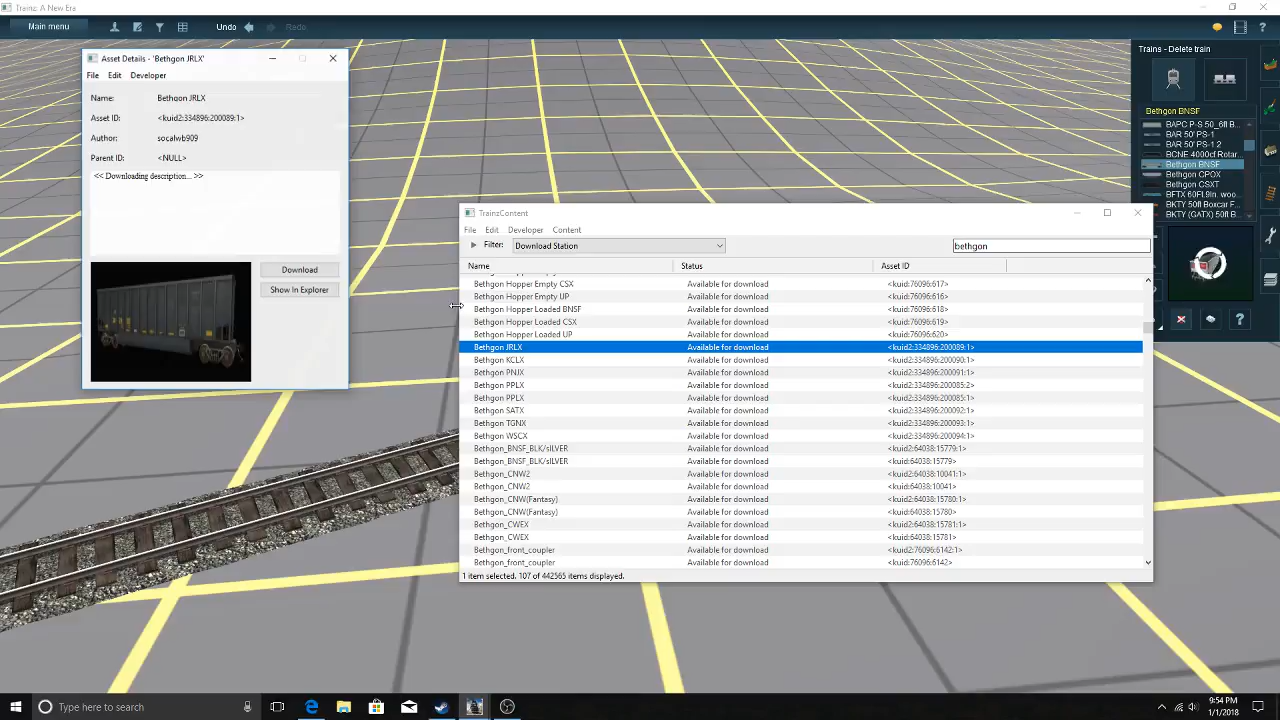 Trainz: A New Era
Main menu
Undo
Redo
Asset Details - 'Bethgon JRLX'
File Edit Developer
Name: Bethgon JRLX
Asset ID: <kuid2:334896:200089:1>
Author: socalwb909
Parent ID: <NULL>
<< Downloading description... >>
Download
Show In Explorer
Trains - Delete train
Bethgon BNSF
BAPC P-S 50_6ft B...
BAR 50' PS-1
BAR 50' PS-1 2
BCNE 4000cf Rotar...
Bethgon BNSF
Bethgon CPOX
Bethgon CSXT
BFTX 60Fl.9In. woo...
BKTY 50ft Boxcar F...
BKTY (GATX) 50ft B...
TrainzContent
File Edit Developer Content
Filter: Download Station bethgon
Name Status Asset ID
Bethgon Hopper Empty CSX Available for download <kuid:76096:617>
Bethgon Hopper Empty UP Available for download <kuid:76096:616>
Bethgon Hopper Loaded BNSF Available for download <kuid:76096:618>
Bethgon Hopper Loaded CSX Available for download <kuid:76096:619>
Bethgon Hopper Loaded UP Available for download <kuid:76096:620>
Bethgon JRLX Available for download <kuid2:334896:200089:1>
Bethgon KCLX Available for download <kuid2:334896:200090:1>
Bethgon PNJX Available for download <kuid2:334896:200091:1>
Bethgon PPLX Available for download <kuid2:334896:200085:2>
Bethgon PPLX Available for download <kuid2:334896:200085:1>
Bethgon SATX Available for download <kuid2:334896:200092:1>
Bethgon TGNX Available for download <kuid2:334896:200093:1>
Bethgon WSCX Available for download <kuid2:334896:200094:1>
Bethgon_BNSF_BLK/sILVER Available for download <kuid2:64038:15779:1>
Bethgon_BNSF_BLK/sILVER Available for download <kuid:64038:15779>
Bethgon_CNW2 Available for download <kuid2:64038:10041:1>
Bethgon_CNW2 Available for download <kuid:64038:10041>
Bethgon_CNW(Fantasy) Available for download <kuid2:64038:15780:1>
Bethgon_CNW(Fantasy) Available for download <kuid:64038:15780>
Bethgon_CWEX Available for download <kuid2:64038:15781:1>
Bethgon_CWEX Available for download <kuid:64038:15781>
Bethgon_front_coupler Available for download <kuid2:76096:6142:1>
Bethgon_front_coupler Available for download <kuid:76096:6142>
1 item selected, 107 of 442565 items displayed.
Type here to search
9:54 PM
1/1/2018